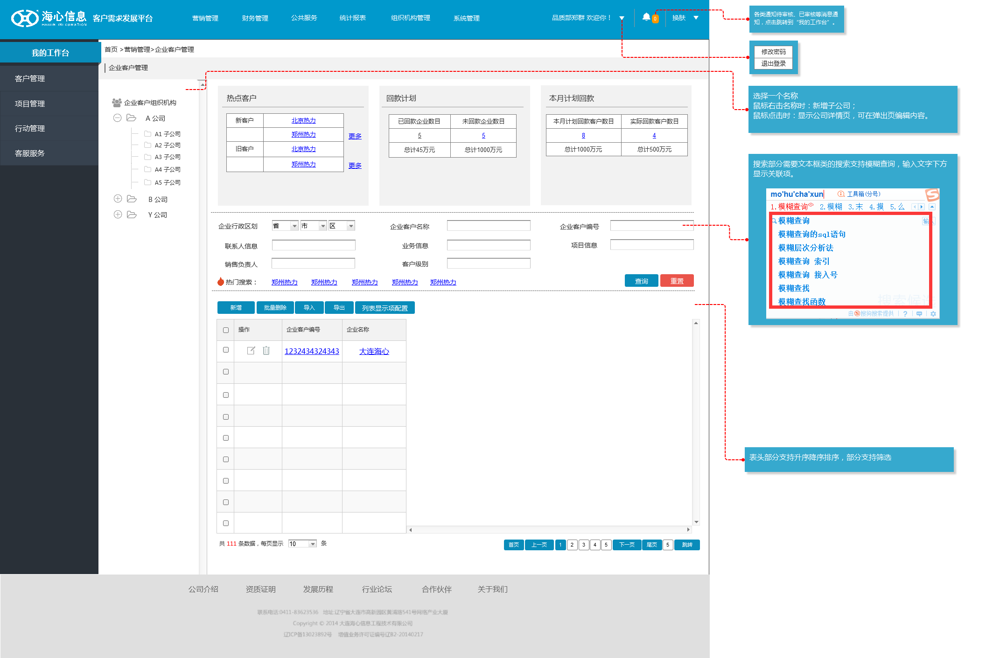 海心信息
HAIXIN INFORMATION
客户需求发展平台
营销管理
财务管理
公共服务
统计报表
组织机构管理
系统管理
品质部郑群 欢迎你！
0
换肤
我的工作台
客户管理
项目管理
行动管理
客服服务
首页 >营销管理>企业客户管理
企业客户管理
企业客户组织机构
A 公司
A1 子公司
A2 子公司
A3 子公司
A4 子公司
A5 子公司
B 公司
Y 公司
热点客户
新客户 北京热力
郑州热力 更多
旧客户 北京热力
郑州热力 更多
回款计划
已回款企业数目 未回款企业数目
5 5
总计45万元 总计1000万元
本月计划回款
本月计划回款客户数目 实际回款客户数目
8 4
总计1000万元 总计500万元
企业行政区划 省 市 区 企业客户名称 企业客户编号
联系人信息 业务信息 项目信息
销售负责人 客户级别
热门搜索： 郑州热力 郑州热力 郑州热力 郑州热力 郑州热力
查询 重置
新增 批量删除 导入 导出 列表显示项配置
操作 企业客户编号 企业名称
1232434324343 大连海心
共 111 条数据，每页显示 10 条
首页 上一页 1 2 3 4 5 下一页 尾页 5 跳转
公司介绍 资质证明 发展历程 行业论坛 合作伙伴 关于我们
联系电话:0411-83623536 地址:辽宁省大连市高新园区黄浦路541号网络产业大厦
Copyright © 2014 大连海心信息工程技术有限公司
辽ICP备13023892号 增值业务许可证编号辽B2-20140217
各类通知待审核、已审核等消息通
知，点击跳转到“我的工作台”。
修改密码
退出登录
选择一个名称
鼠标右击名称时：新增子公司；
鼠标点击时：显示公司详情页，可在弹出页编辑内容。
搜索部分需要文本框类的搜索支持模糊查询，输入文字下方
显示关联项。
mo'hu'cha'xun
工具箱(分号)
1.模糊查询 2.模糊 3.末 4.摸 5.么
模糊查询
模糊查询的sql语句
模糊层次分析法
模糊查询 索引
模糊查询 接入号
模糊查找
模糊查找函数
搜索候选
由搜狗搜索提供
表头部分支持升序降序排序，部分支持筛选